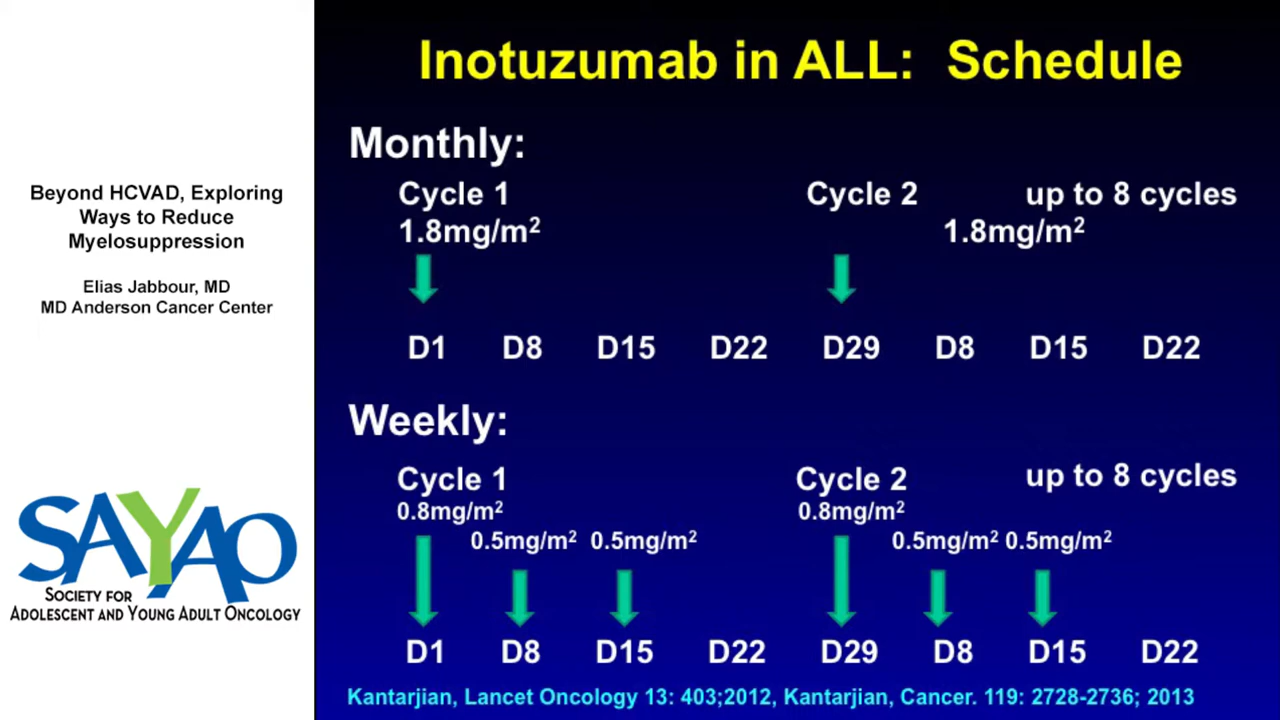 Beyond HCVAD, Exploring
Ways to Reduce
Myelosuppression
Elias Jabbour, MD
MD Anderson Cancer Center
SAYAO
SOCIETY FOR
ADOLESCENT AND YOUNG ADULT ONCOLOGY
Inotuzumab in ALL: Schedule
Monthly:
Cycle 1 Cycle 2 up to 8 cycles
1.8mg/m² 1.8mg/m²
D1 D8 D15 D22 D29 D8 D15 D22
Weekly:
Cycle 1 Cycle 2 up to 8 cycles
0.8mg/m² 0.8mg/m²
0.5mg/m² 0.5mg/m² 0.5mg/m² 0.5mg/m²
D1 D8 D15 D22 D29 D8 D15 D22
Kantarjian, Lancet Oncology 13: 403;2012, Kantarjian, Cancer. 119: 2728-2736; 2013